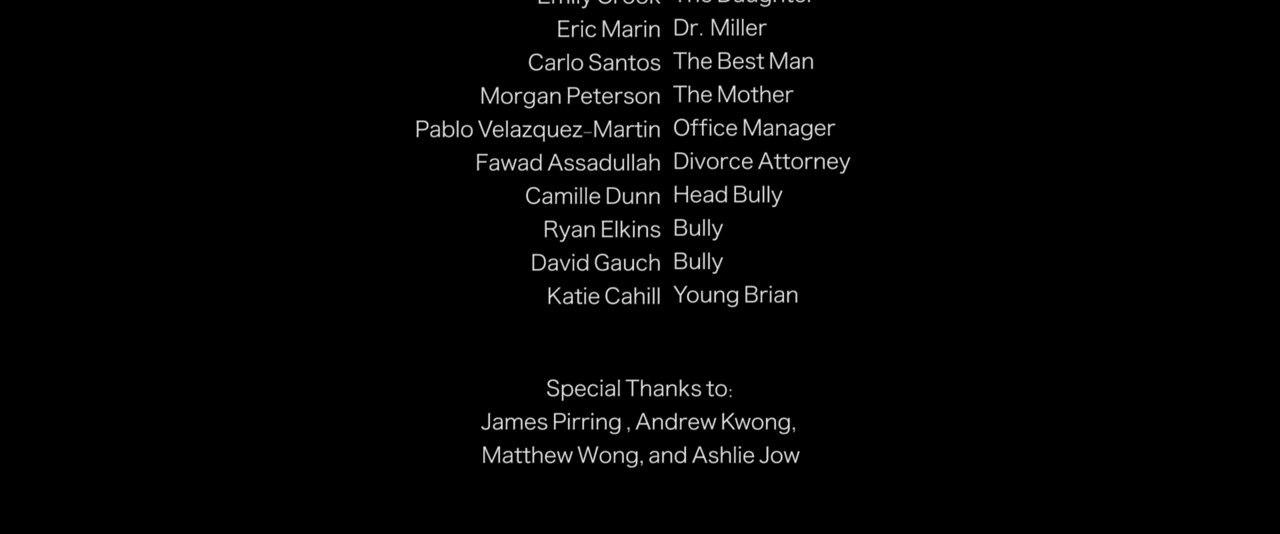 Eric Marin Dr. Miller
Carlo Santos The Best Man
Morgan Peterson The Mother
Pablo Velazquez-Martin Office Manager
Fawad Assadullah Divorce Attorney
Camille Dunn Head Bully
Ryan Elkins Bully
David Gauch Bully
Katie Cahill Young Brian
Special Thanks to:
James Pirring , Andrew Kwong,
Matthew Wong, and Ashlie Jow